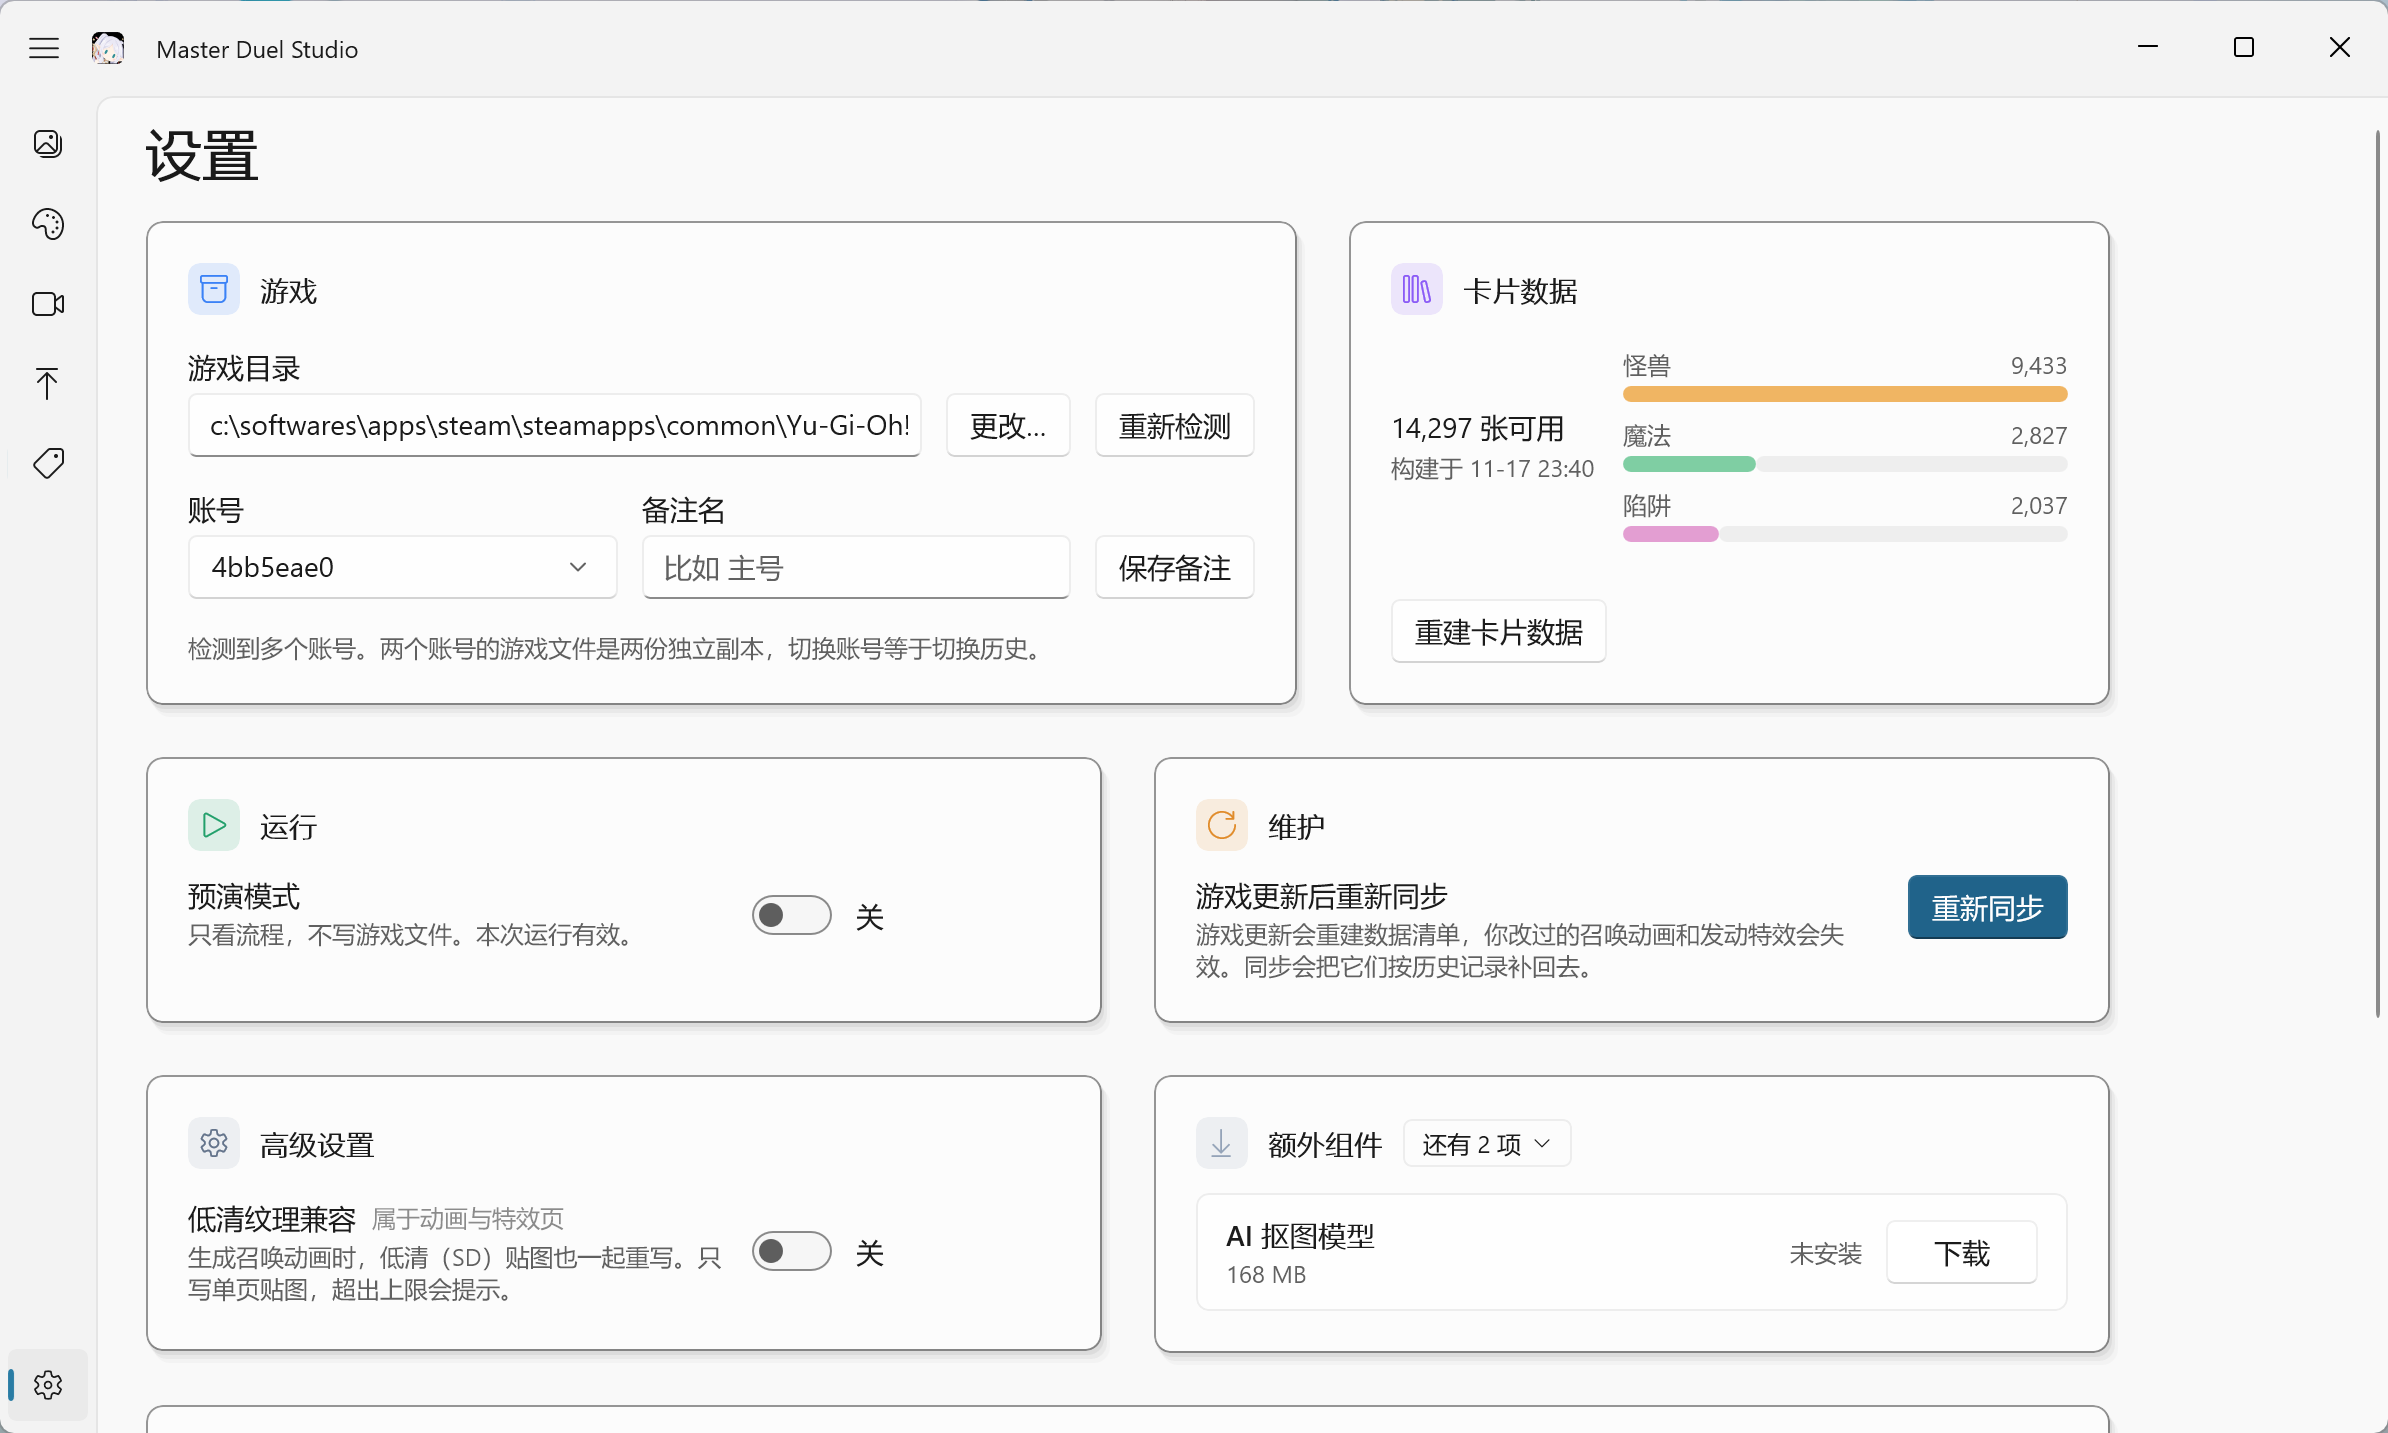 Master Duel Studio
设置
游戏
游戏目录
c:\softwares\apps\steam\steamapps\common\Yu-Gi-Oh!
更改...
重新检测
账号
备注名
4bb5eae0
比如 主号
保存备注
检测到多个账号。两个账号的游戏文件是两份独立副本，切换账号等于切换历史。
卡片数据
14,297 张可用
构建于 11-17 23:40
怪兽 9,433
魔法 2,827
陷阱 2,037
重建卡片数据
运行
预演模式
只看流程，不写游戏文件。本次运行有效。
关
维护
游戏更新后重新同步
游戏更新会重建数据清单，你改过的召唤动画和发动特效会失
效。同步会把它们按历史记录补回去。
重新同步
高级设置
低清纹理兼容 属于动画与特效页
生成召唤动画时，低清（SD）贴图也一起重写。只
写单页贴图，超出上限会提示。
关
额外组件
还有 2 项
AI 抠图模型
168 MB
未安装
下载